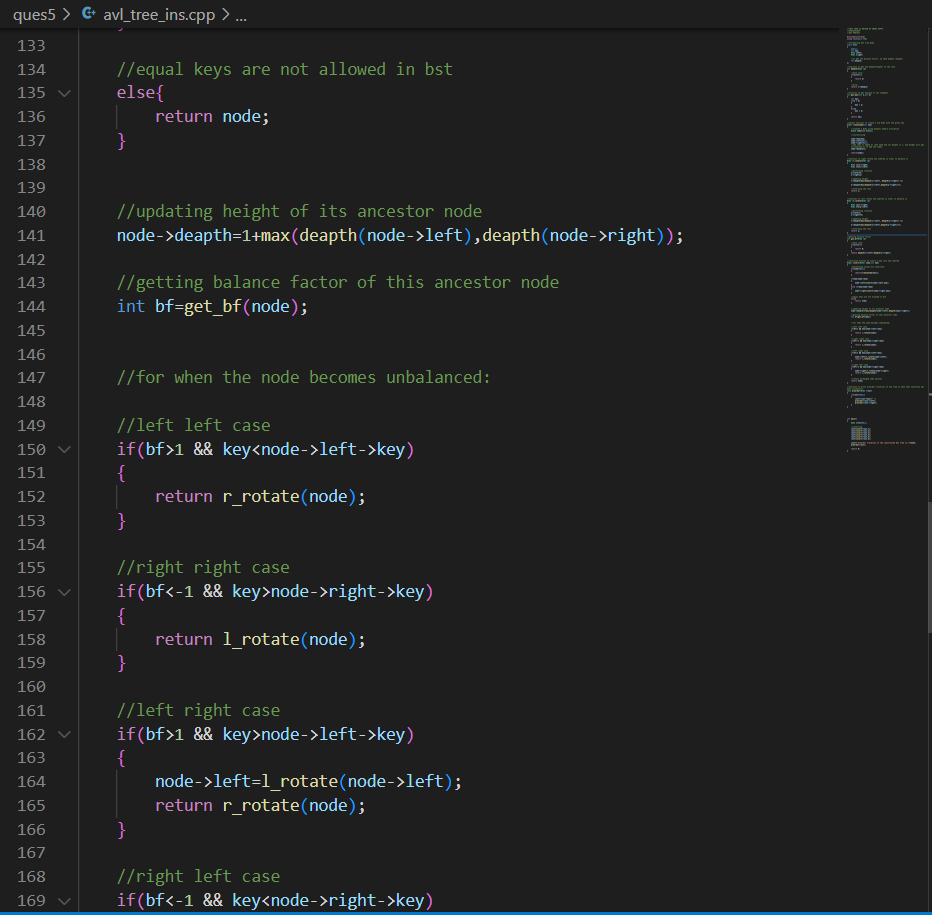 ques5 > avl_tree_ins.cpp > ...
133
134 //equal keys are not allowed in bst
135 else{
136 return node;
137 }
138
139
140 //updating height of its ancestor node
141 node->deapth=1+max(deapth(node->left),deapth(node->right));
142
143 //getting balance factor of this ancestor node
144 int bf=get_bf(node);
145
146
147 //for when the node becomes unbalanced:
148
149 //left left case
150 if(bf>1 && key<node->left->key)
151 {
152 return r_rotate(node);
153 }
154
155 //right right case
156 if(bf<-1 && key>node->right->key)
157 {
158 return l_rotate(node);
159 }
160
161 //left right case
162 if(bf>1 && key>node->left->key)
163 {
164 node->left=l_rotate(node->left);
165 return r_rotate(node);
166 }
167
168 //right left case
169 if(bf<-1 && key<node->right->key)